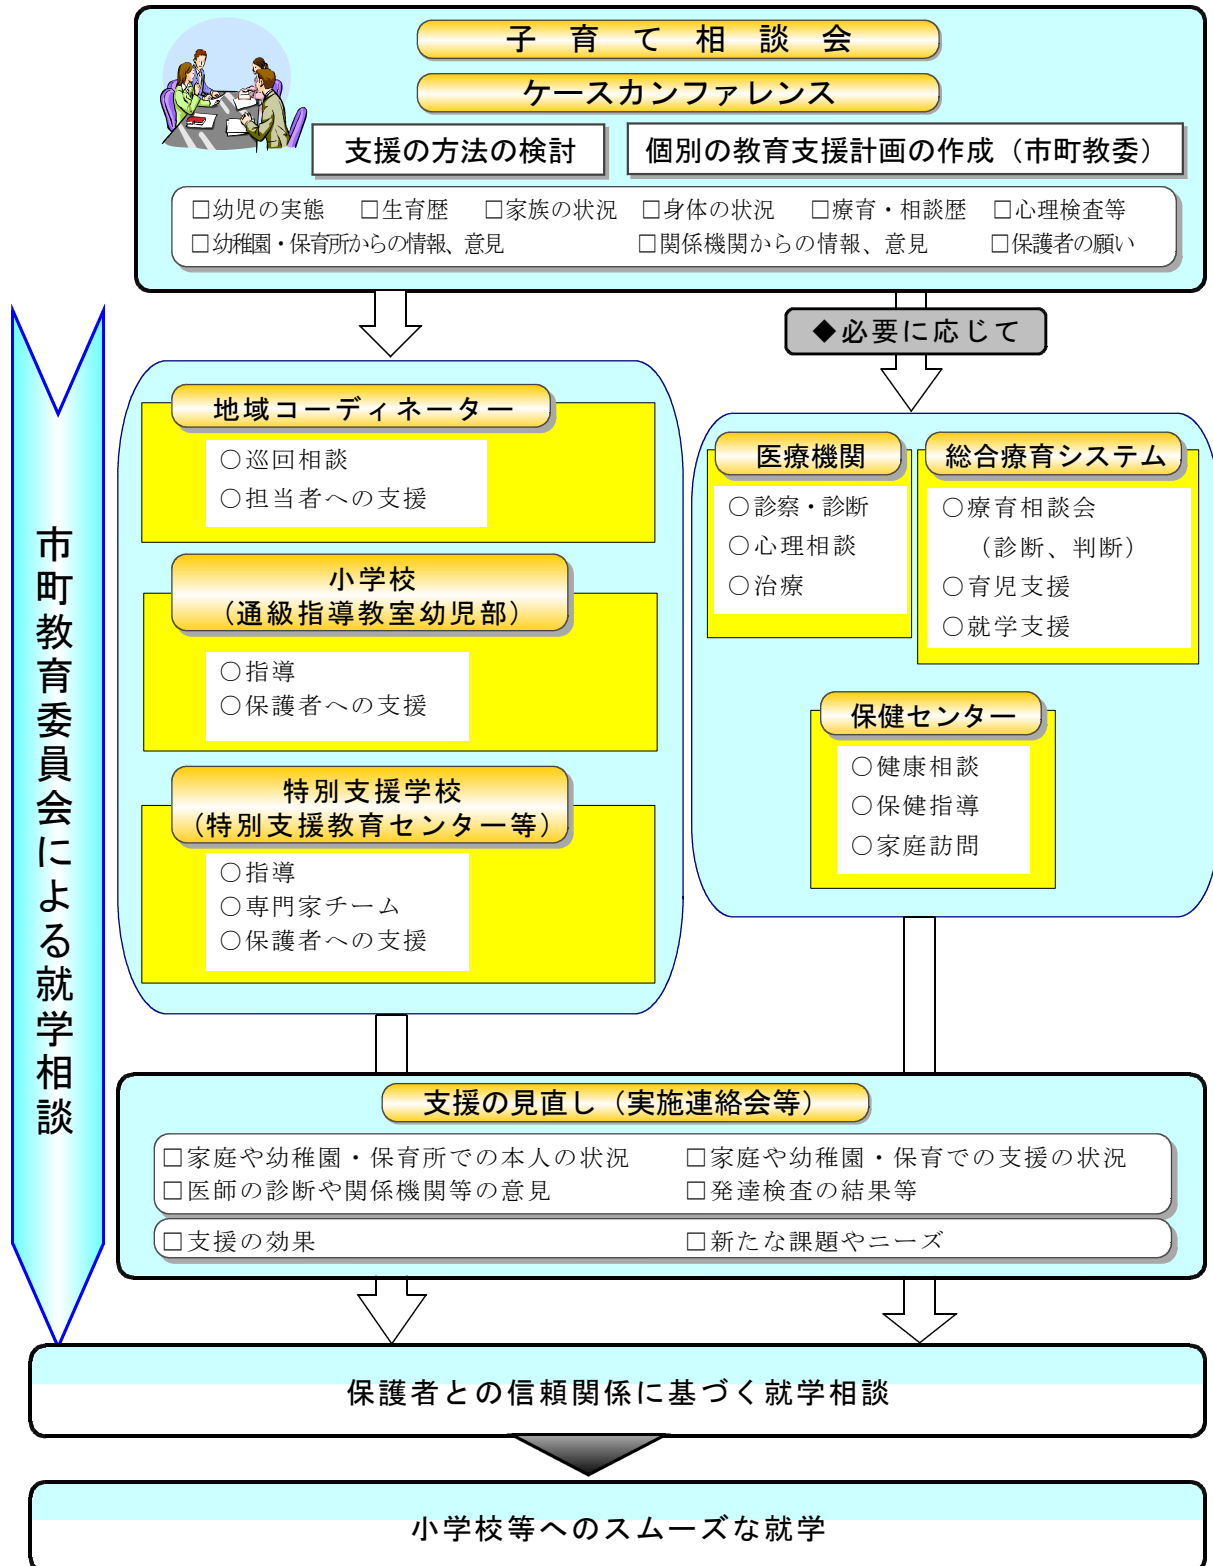 子育て相談会
ケースカンファレンス
支援の方法の検討
個別の教育支援計画の作成（市町教委）
□幼児の実態　□生育歴　□家族の状況　□身体の状況　□療育・相談歴　□心理検査等
□幼稚園・保育所からの情報、意見　□関係機関からの情報、意見　□保護者の願い
◆必要に応じて
市町教育委員会による就学相談
地域コーディネーター
○巡回相談
○担当者への支援
小学校
（通級指導教室幼児部）
○指導
○保護者への支援
特別支援学校
（特別支援教育センター等）
○指導
○専門家チーム
○保護者への支援
医療機関
○診察・診断
○心理相談
○治療
総合療育システム
○療育相談会
（診断、判断）
○育児支援
○就学支援
保健センター
○健康相談
○保健指導
○家庭訪問
支援の見直し（実施連絡会等）
□家庭や幼稚園・保育所での本人の状況　□家庭や幼稚園・保育での支援の状況
□医師の診断や関係機関等の意見　□発達検査の結果等
□支援の効果　□新たな課題やニーズ
保護者との信頼関係に基づく就学相談
小学校等へのスムーズな就学